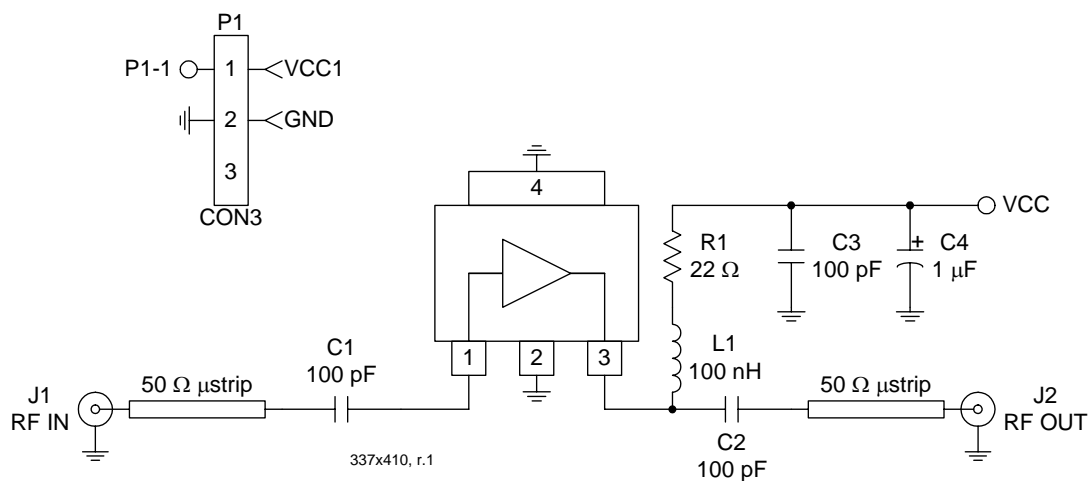 P1
P1-1
1
VCC1
2
GND
3
CON3
4
VCC
R1
22 Ω
C3
100 pF
+
C4
1 μF
1
2
3
L1
100 nH
C1
100 pF
J1
RF IN
50 Ω μstrip
50 Ω μstrip
J2
RF OUT
C2
100 pF
337x410, r.1